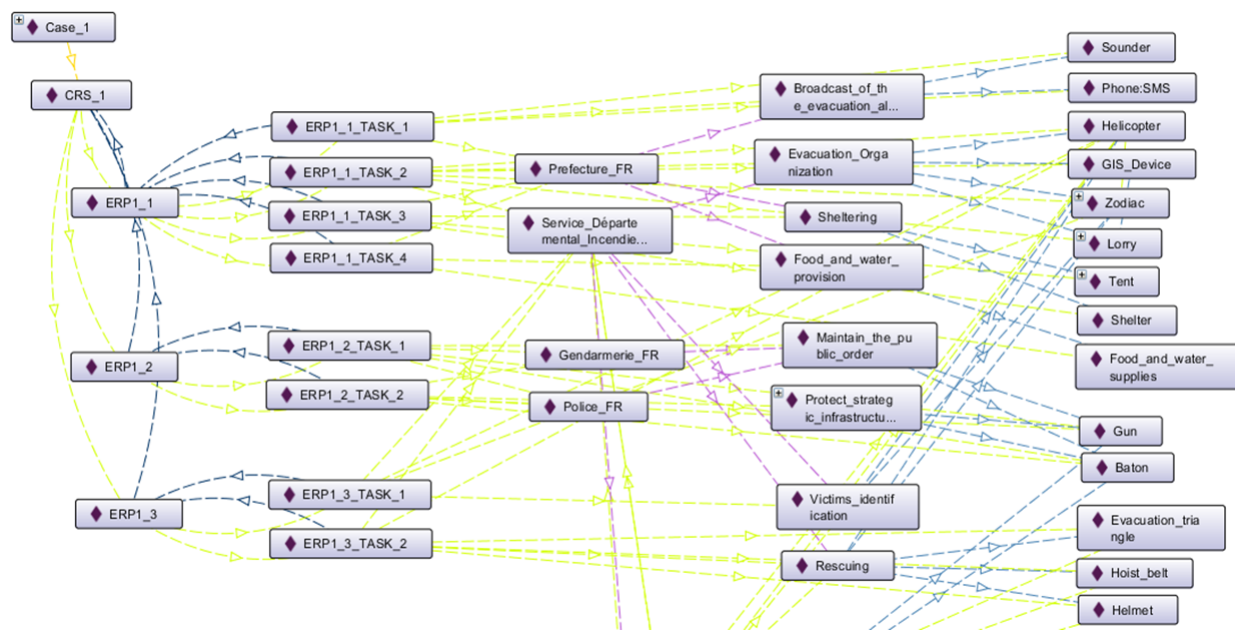 Case_1
CRS_1
ERP1_1
ERP1_2
ERP1_3
ERP1_1_TASK_1
ERP1_1_TASK_2
ERP1_1_TASK_3
ERP1_1_TASK_4
ERP1_2_TASK_1
ERP1_2_TASK_2
ERP1_3_TASK_1
ERP1_3_TASK_2
Prefecture_FR
Service_Départe
mental_Incendie...
Gendarmerie_FR
Police_FR
Broadcast_of_th
e_evacuation_al...
Evacuation_Orga
nization
Sheltering
Food_and_water_
provision
Maintain_the_pu
blic_order
Protect_strateg
ic_infrastructu...
Victims_identif
ication
Rescuing
Sounder
Phone:SMS
Helicopter
GIS_Device
Zodiac
Lorry
Tent
Shelter
Food_and_water_
supplies
Gun
Baton
Evacuation_tria
ngle
Hoist_belt
Helmet